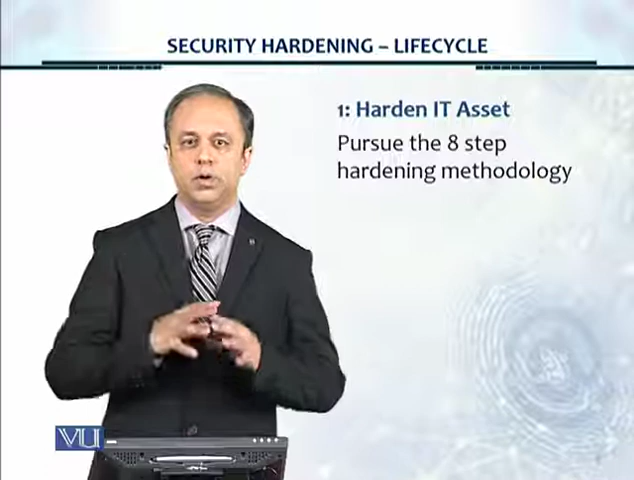 SECURITY HARDENING – LIFECYCLE
1: Harden IT Asset
Pursue the 8 step
hardening methodology
VU